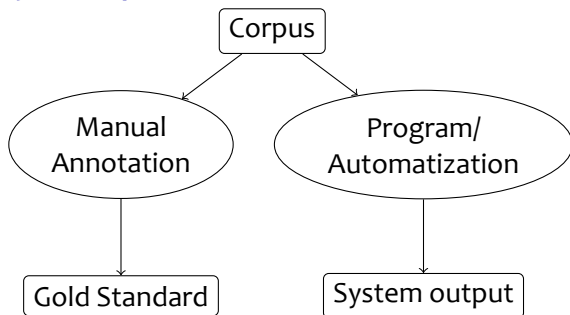 Corpus
Manual
Annotation
Program/
Automatization
Gold Standard
System output